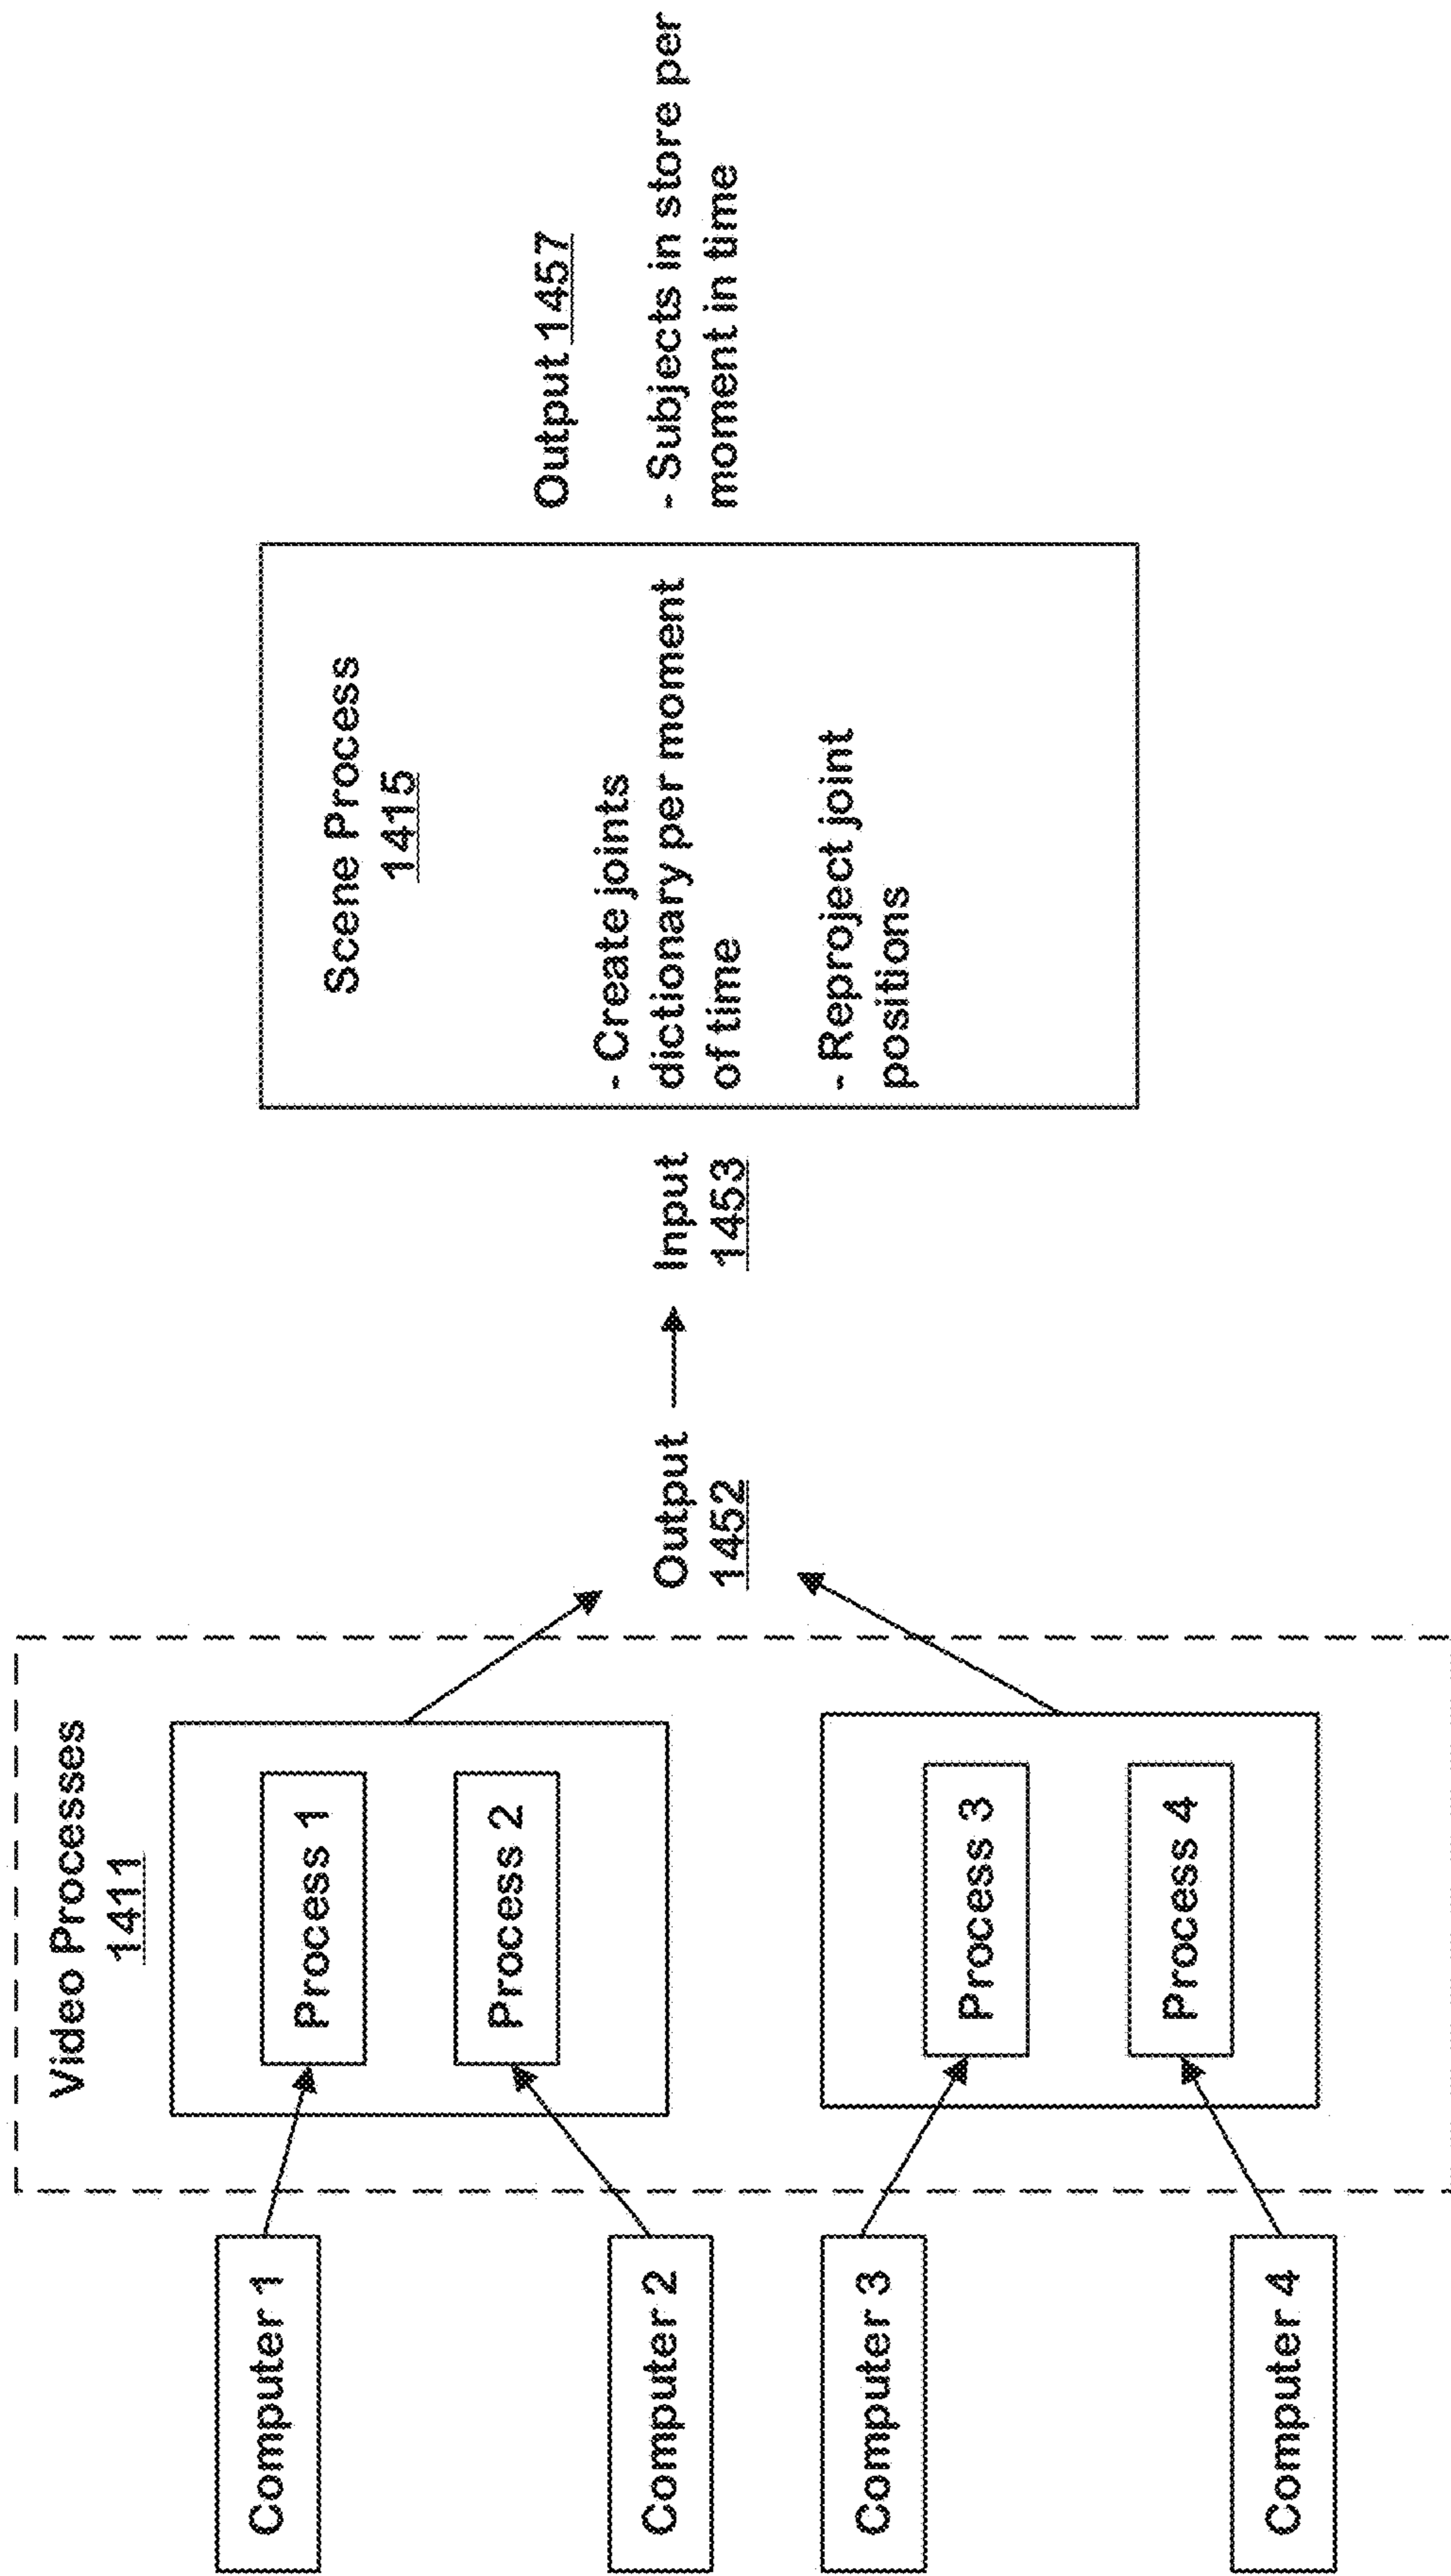 Video Processes
1411
Computer 1
Process 1
Computer 2
Process 2
Computer 3
Process 3
Computer 4
Process 4
Output
1452
Input
1453
Scene Process
1415
- Create joints
dictionary per moment
of time
- Reproject joint
positions
Output 1457
- Subjects in store per
moment in time